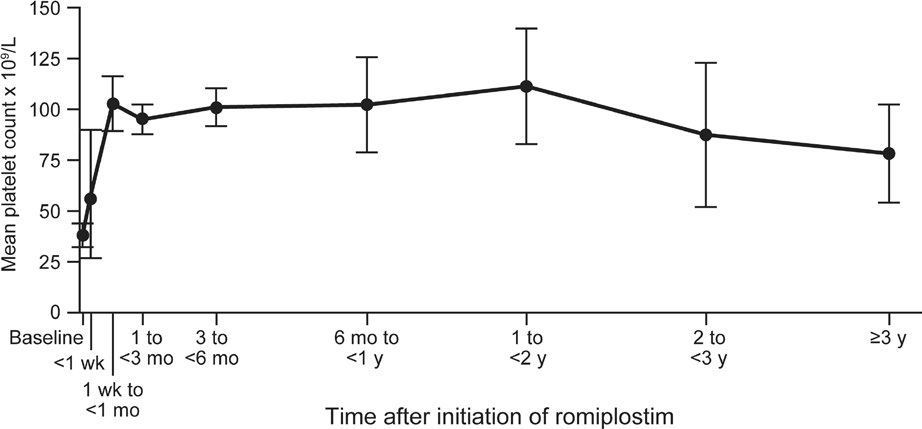 Mean platelet count x 10⁹/L
150
125
100
75
50
25
0
Baseline
<1 wk
1 wk to
<1 mo
1 to
<3 mo
3 to
<6 mo
6 mo to
<1 y
1 to
<2 y
2 to
<3 y
≥3 y
Time after initiation of romiplostim